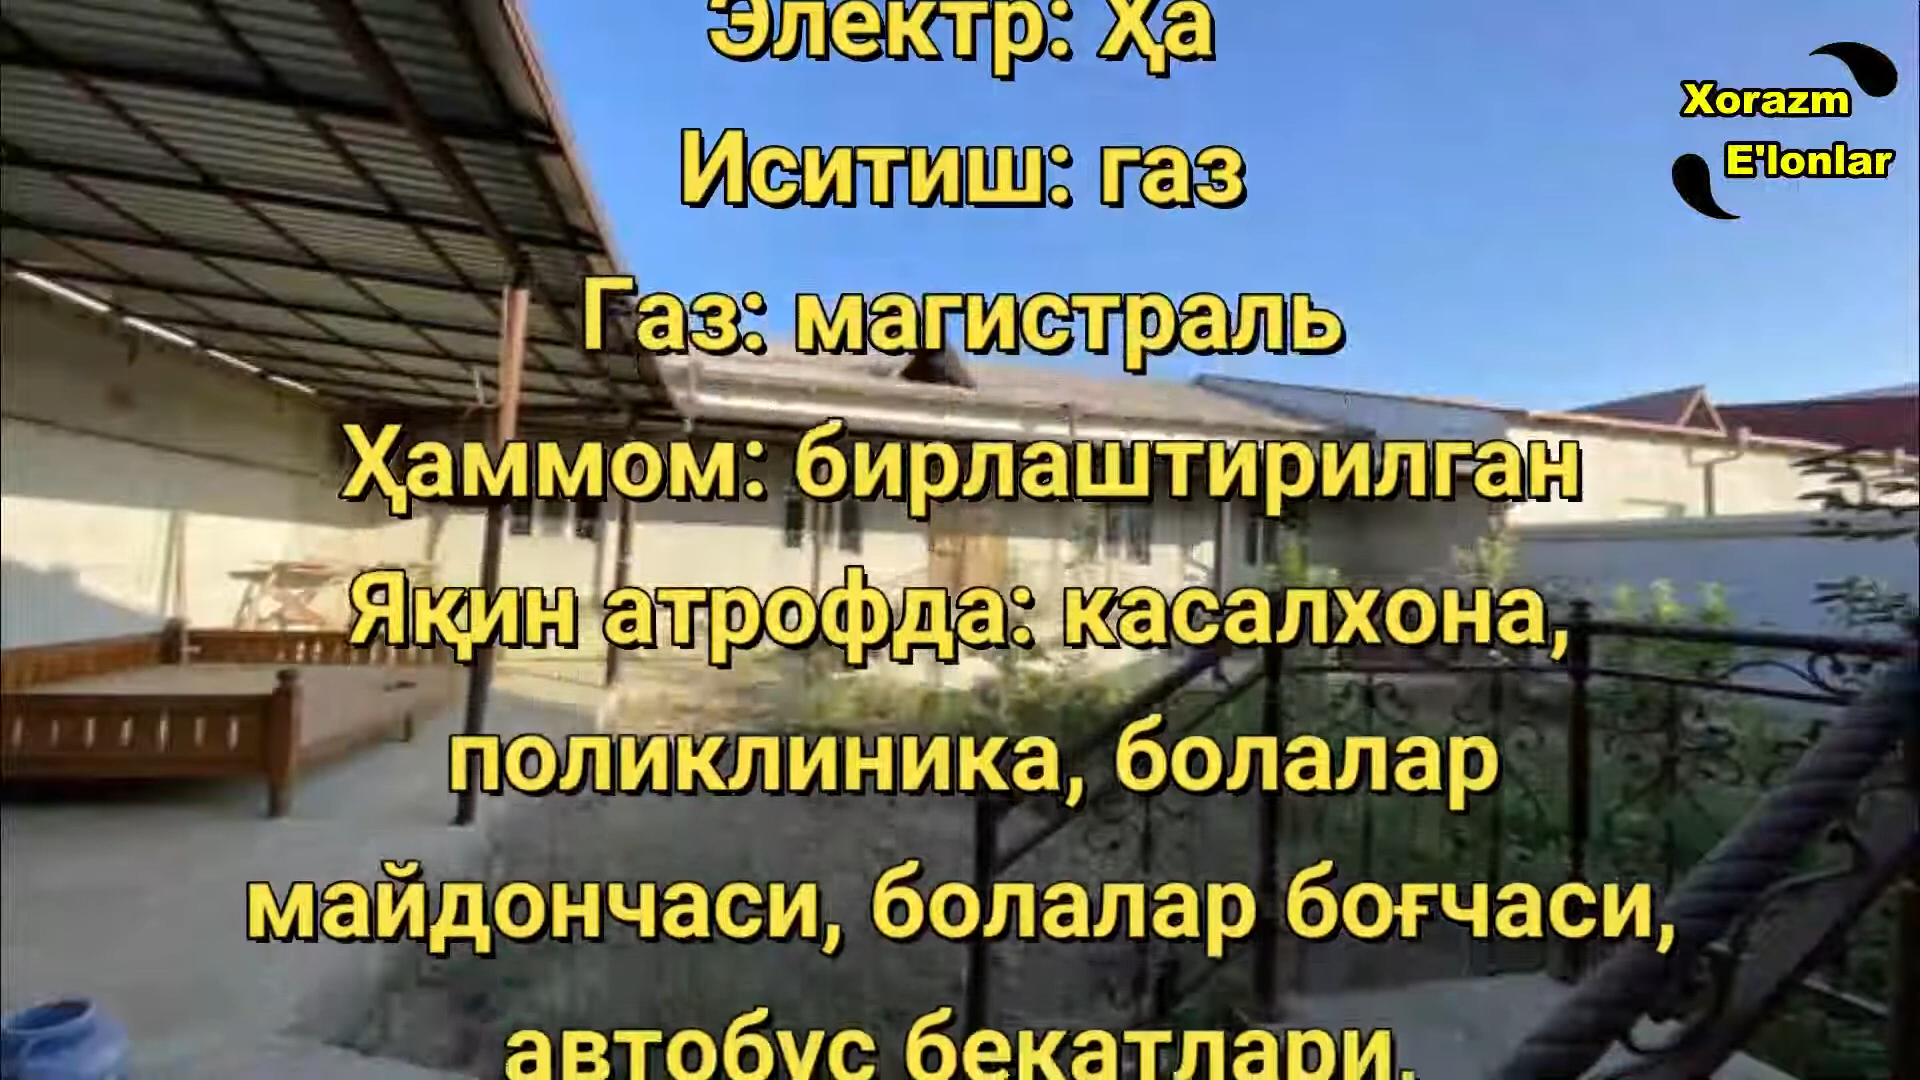 Электр: Ҳа
Xorazm
E'lonlar
Иситиш: газ
Газ: магистраль
Ҳаммом: бирлаштирилган
Яқин атрофда: касалхона,
поликлиника, болалар
майдончаси, болалар боғчаси,
автобус бекатлари,